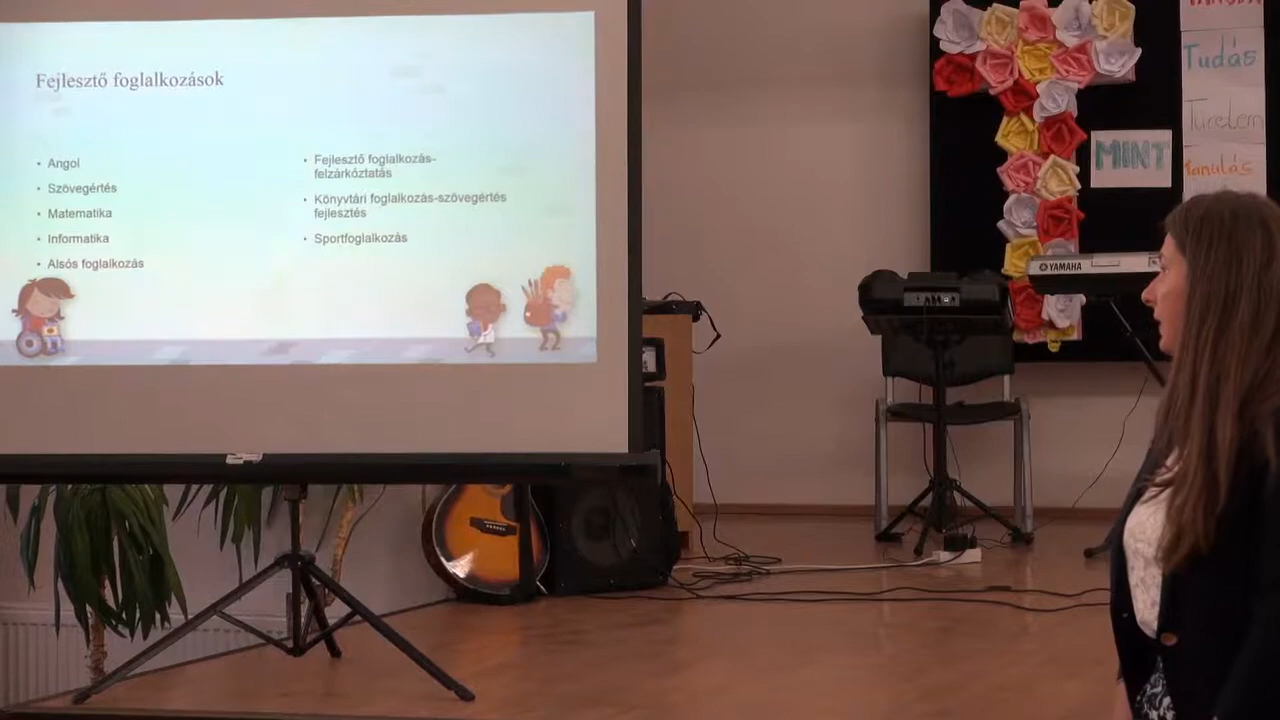 Fejlesztő foglalkozások
Angol
Szövegértés
Matematika
Informatika
Alsós foglalkozás
Fejlesztő foglalkozás-
felzárkóztatás
Könyvtári foglalkozás-szövegértés
fejlesztés
Sportfoglalkozás
Tudás
Türelem
Tanulás
MINT
YAMAHA